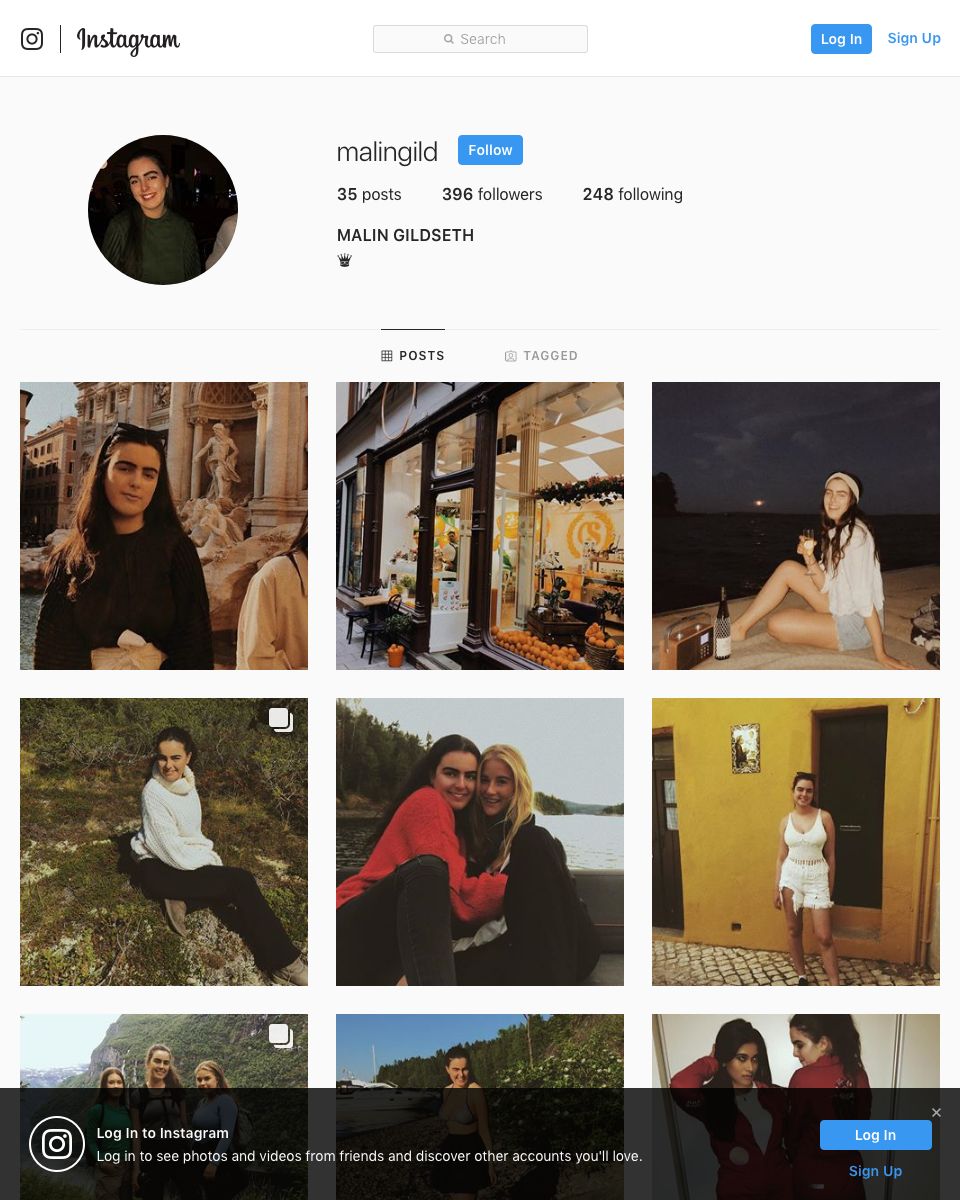 Instagram
Search
Log In
Sign Up
malingild
Follow
35 posts
396 followers
248 following
MALIN GILDSETH
POSTS
TAGGED
Log In to Instagram
Log in to see photos and videos from friends and discover other accounts you'll love.
Log In
Sign Up